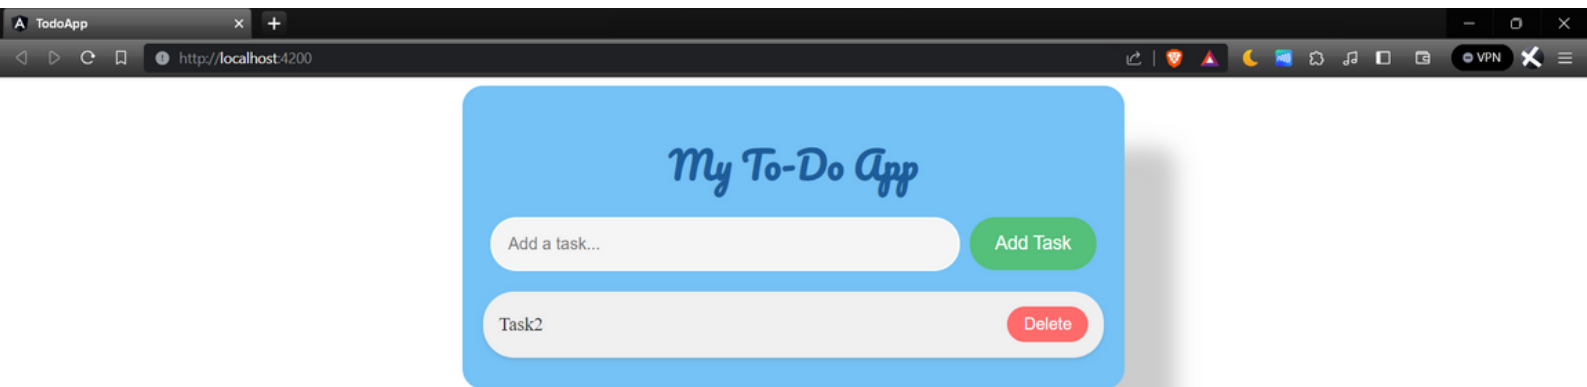 TodoApp
http://localhost:4200
VPN
My To-Do App
Add a task...
Add Task
Task2
Delete